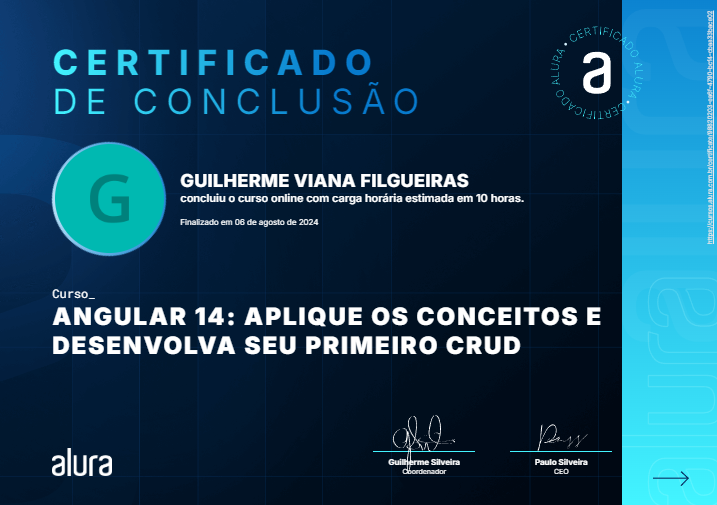 CERTIFICADO
DE CONCLUSÃO
CERTIFICADO ALURA • CERTIFICADO ALURA •
a
G
GUILHERME VIANA FILGUEIRAS
concluiu o curso online com carga horária estimada em 10 horas.
Finalizado em 06 de agosto de 2024
Curso_
ANGULAR 14: APLIQUE OS CONCEITOS E
DESENVOLVA SEU PRIMEIRO CRUD
alura
Guilherme Silveira
Coordenador
Paulo Silveira
CEO
alura